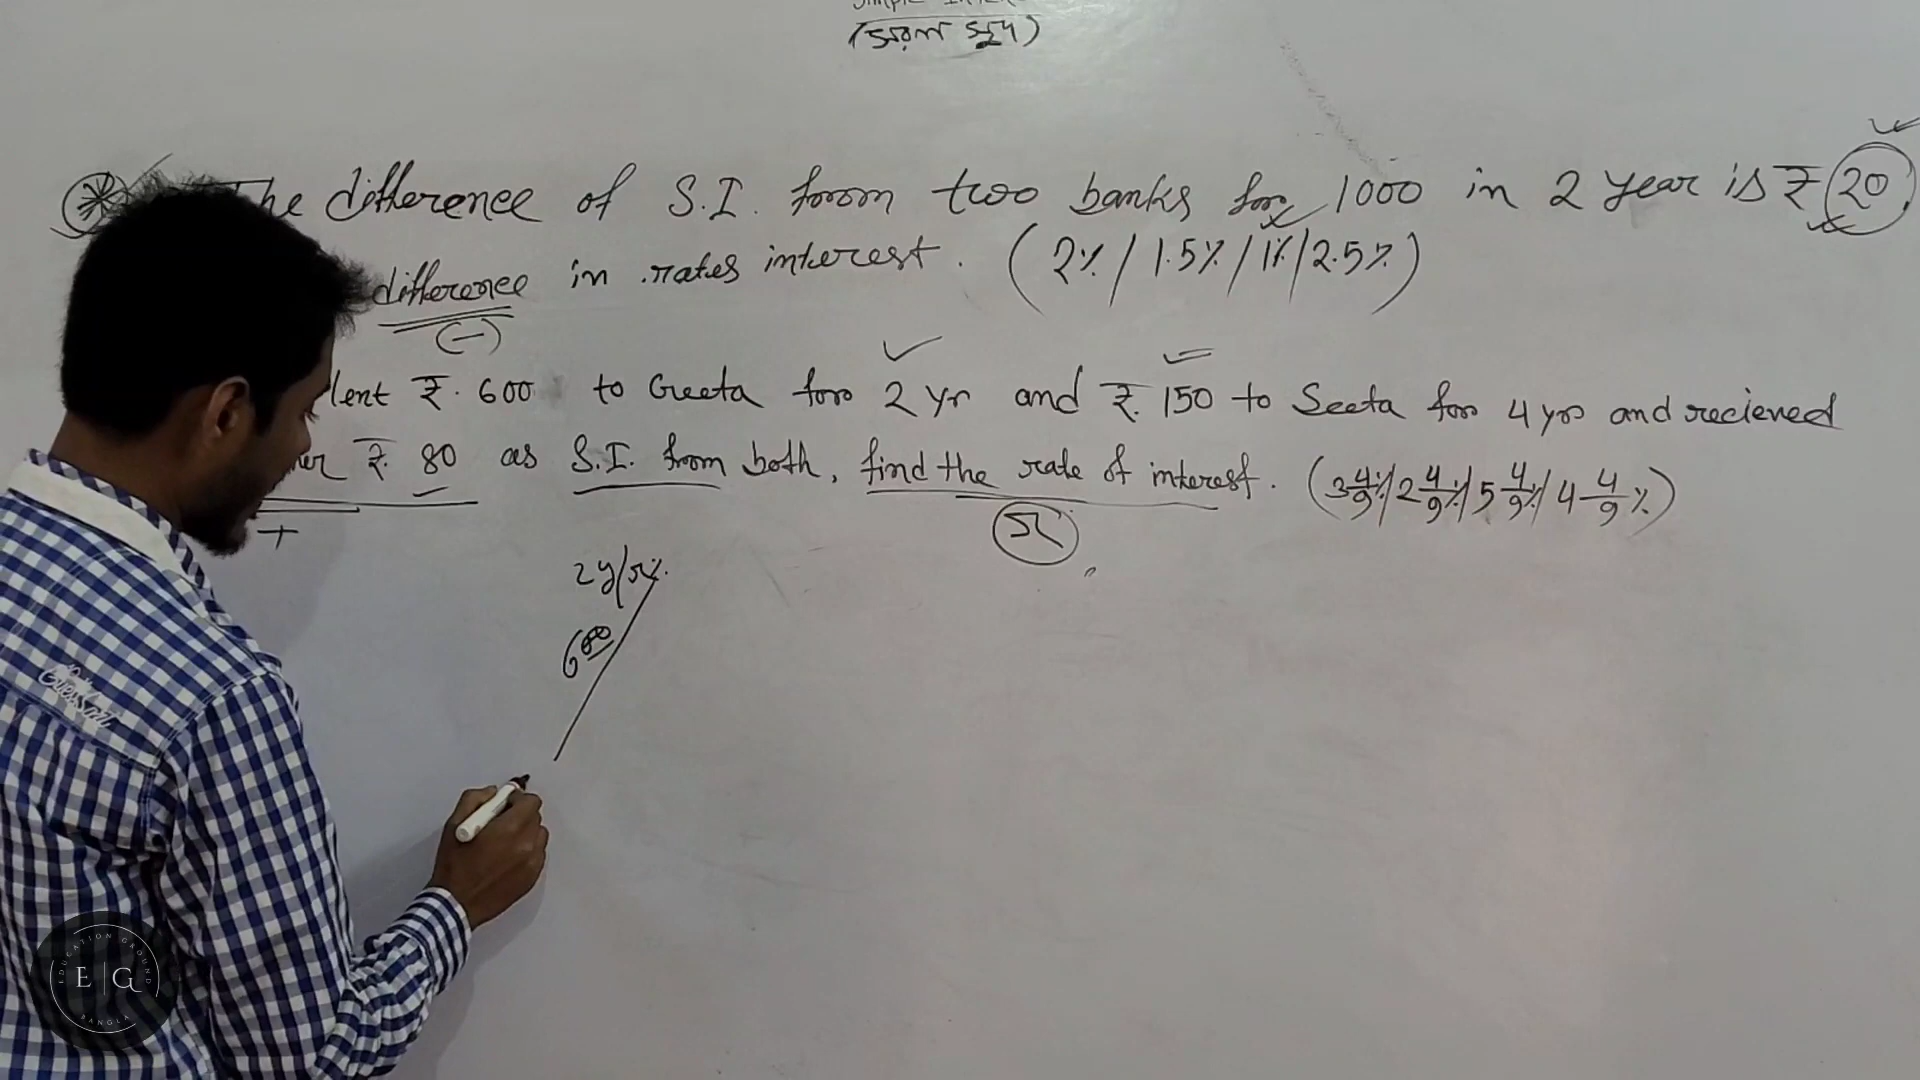 (সরল সুদ)
The difference of S.I. from two banks for 1000 in 2 year is ₹ 20.
difference in rates interest. (2% / 1.5% / 1% / 2.5%)
(-)
lent ₹. 600 to Geeta for 2 yr and ₹. 150 to Seeta for 4 yrs and recieved
₹. 80 as S.I. from both, find the rate of interest. (3 4/9% / 2 4/9% / 5 4/9% / 4 4/9%)
+
r
2y/r%
600
Guesswat
EDUCATION GROUND
E|G
BANGLA